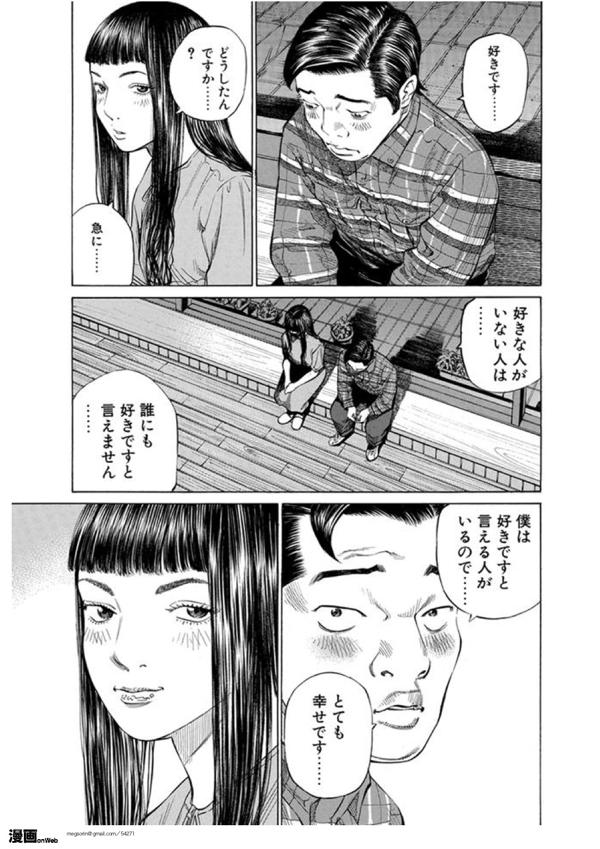 好きです……
どうしたん
ですか……
？
急に……
好きな人が
いない人は
……
誰にも
好きですと
言えません
……
僕は
好きですと
言える人が
いるので……
とても
幸せです……
漫画onWeb
megaorin@gmail.com/54271